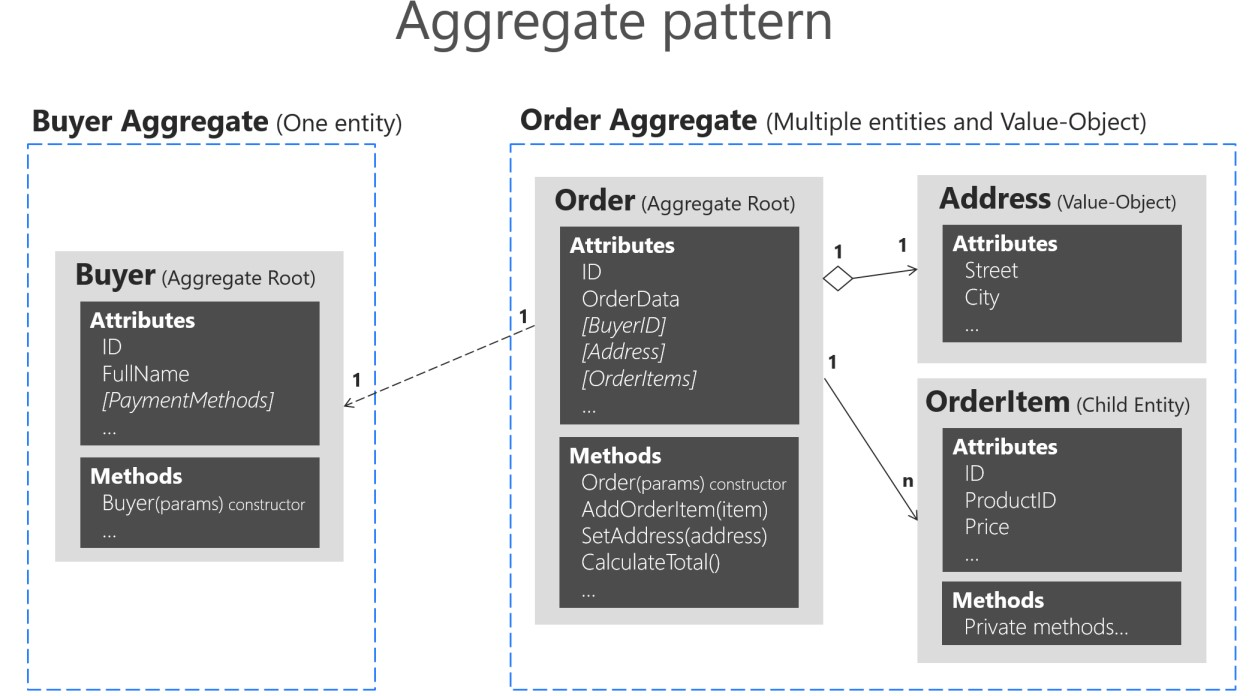 Aggregate pattern
Buyer Aggregate (One entity)
Buyer (Aggregate Root)
Attributes
ID
FullName
[PaymentMethods]
...
Methods
Buyer(params) constructor
...
1
1
Order Aggregate (Multiple entities and Value-Object)
Order (Aggregate Root)
Attributes
ID
OrderData
[BuyerID]
[Address]
[OrderItems]
...
Methods
Order(params) constructor
AddOrderItem(item)
SetAddress(address)
CalculateTotal()
...
1
1
1
n
Address (Value-Object)
Attributes
Street
City
...
OrderItem (Child Entity)
Attributes
ID
ProductID
Price
...
Methods
Private methods...